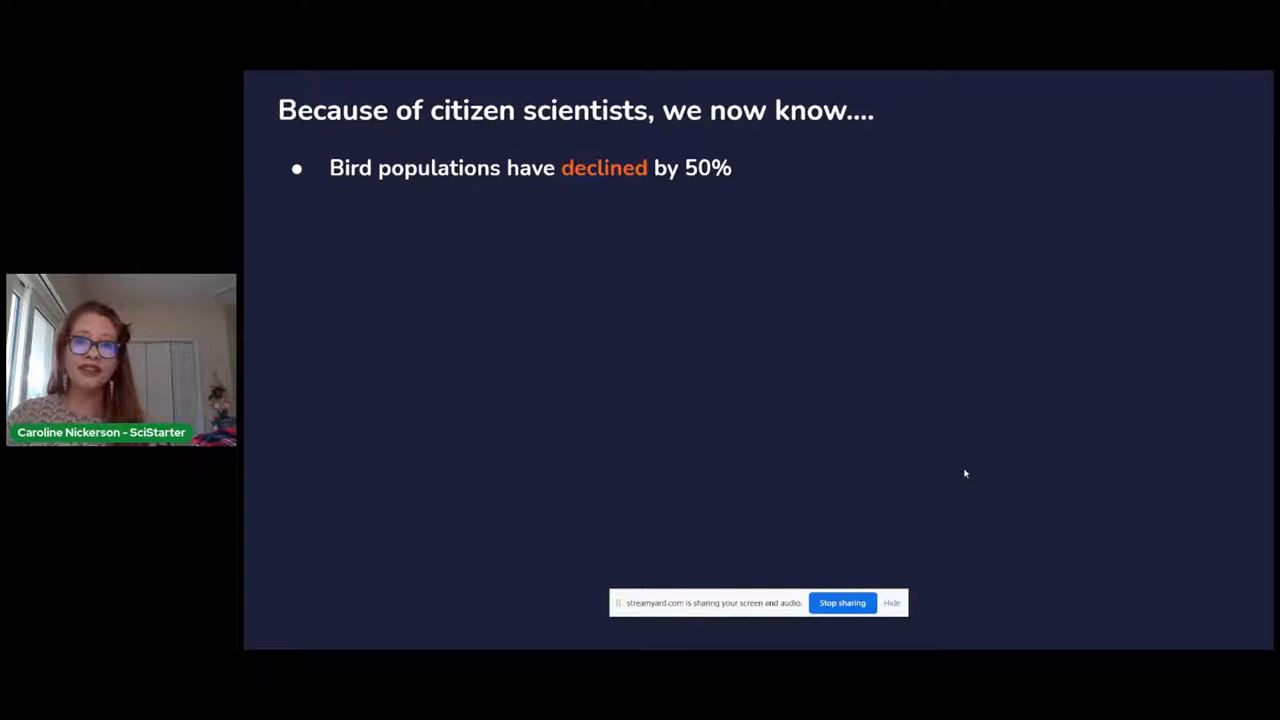 Because of citizen scientists, we now know....
● Bird populations have declined by 50%
Caroline Nickerson - SciStarter
streamyard.com is sharing your screen and audio. Stop sharing Hide